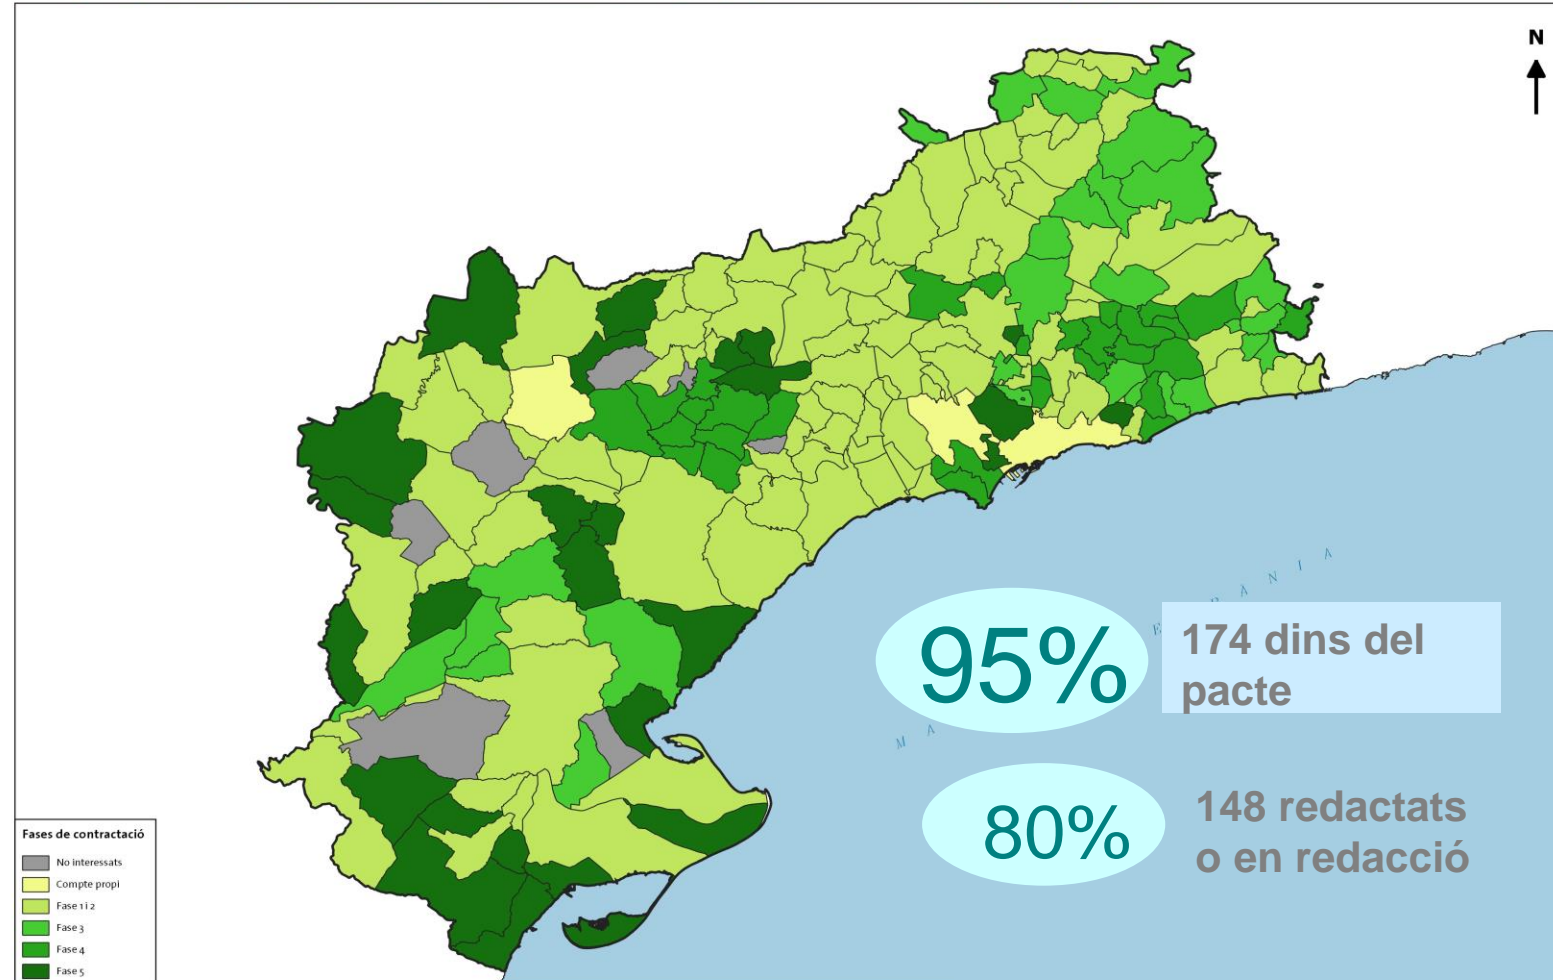 N
M A
E R À N I A
95%
174 dins del
pacte
80%
148 redactats
o en redacció
Fases de contractació
No interessats
Compte propi
Fase 1 i 2
Fase 3
Fase 4
Fase 5